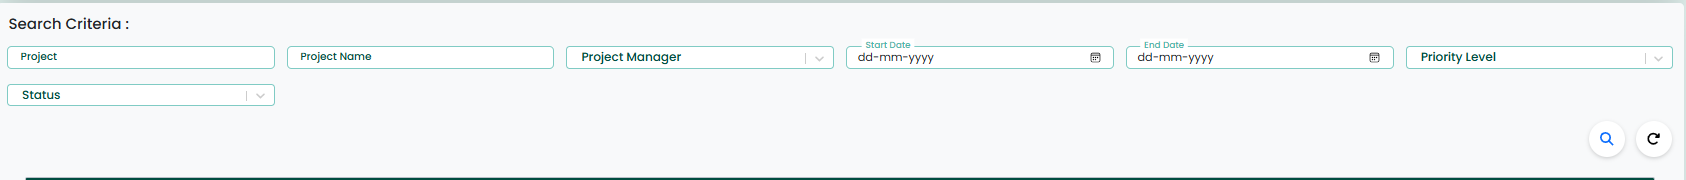 Search Criteria :
Project
Project Name
Project Manager
Start Date
dd-mm-yyyy
End Date
dd-mm-yyyy
Priority Level
Status